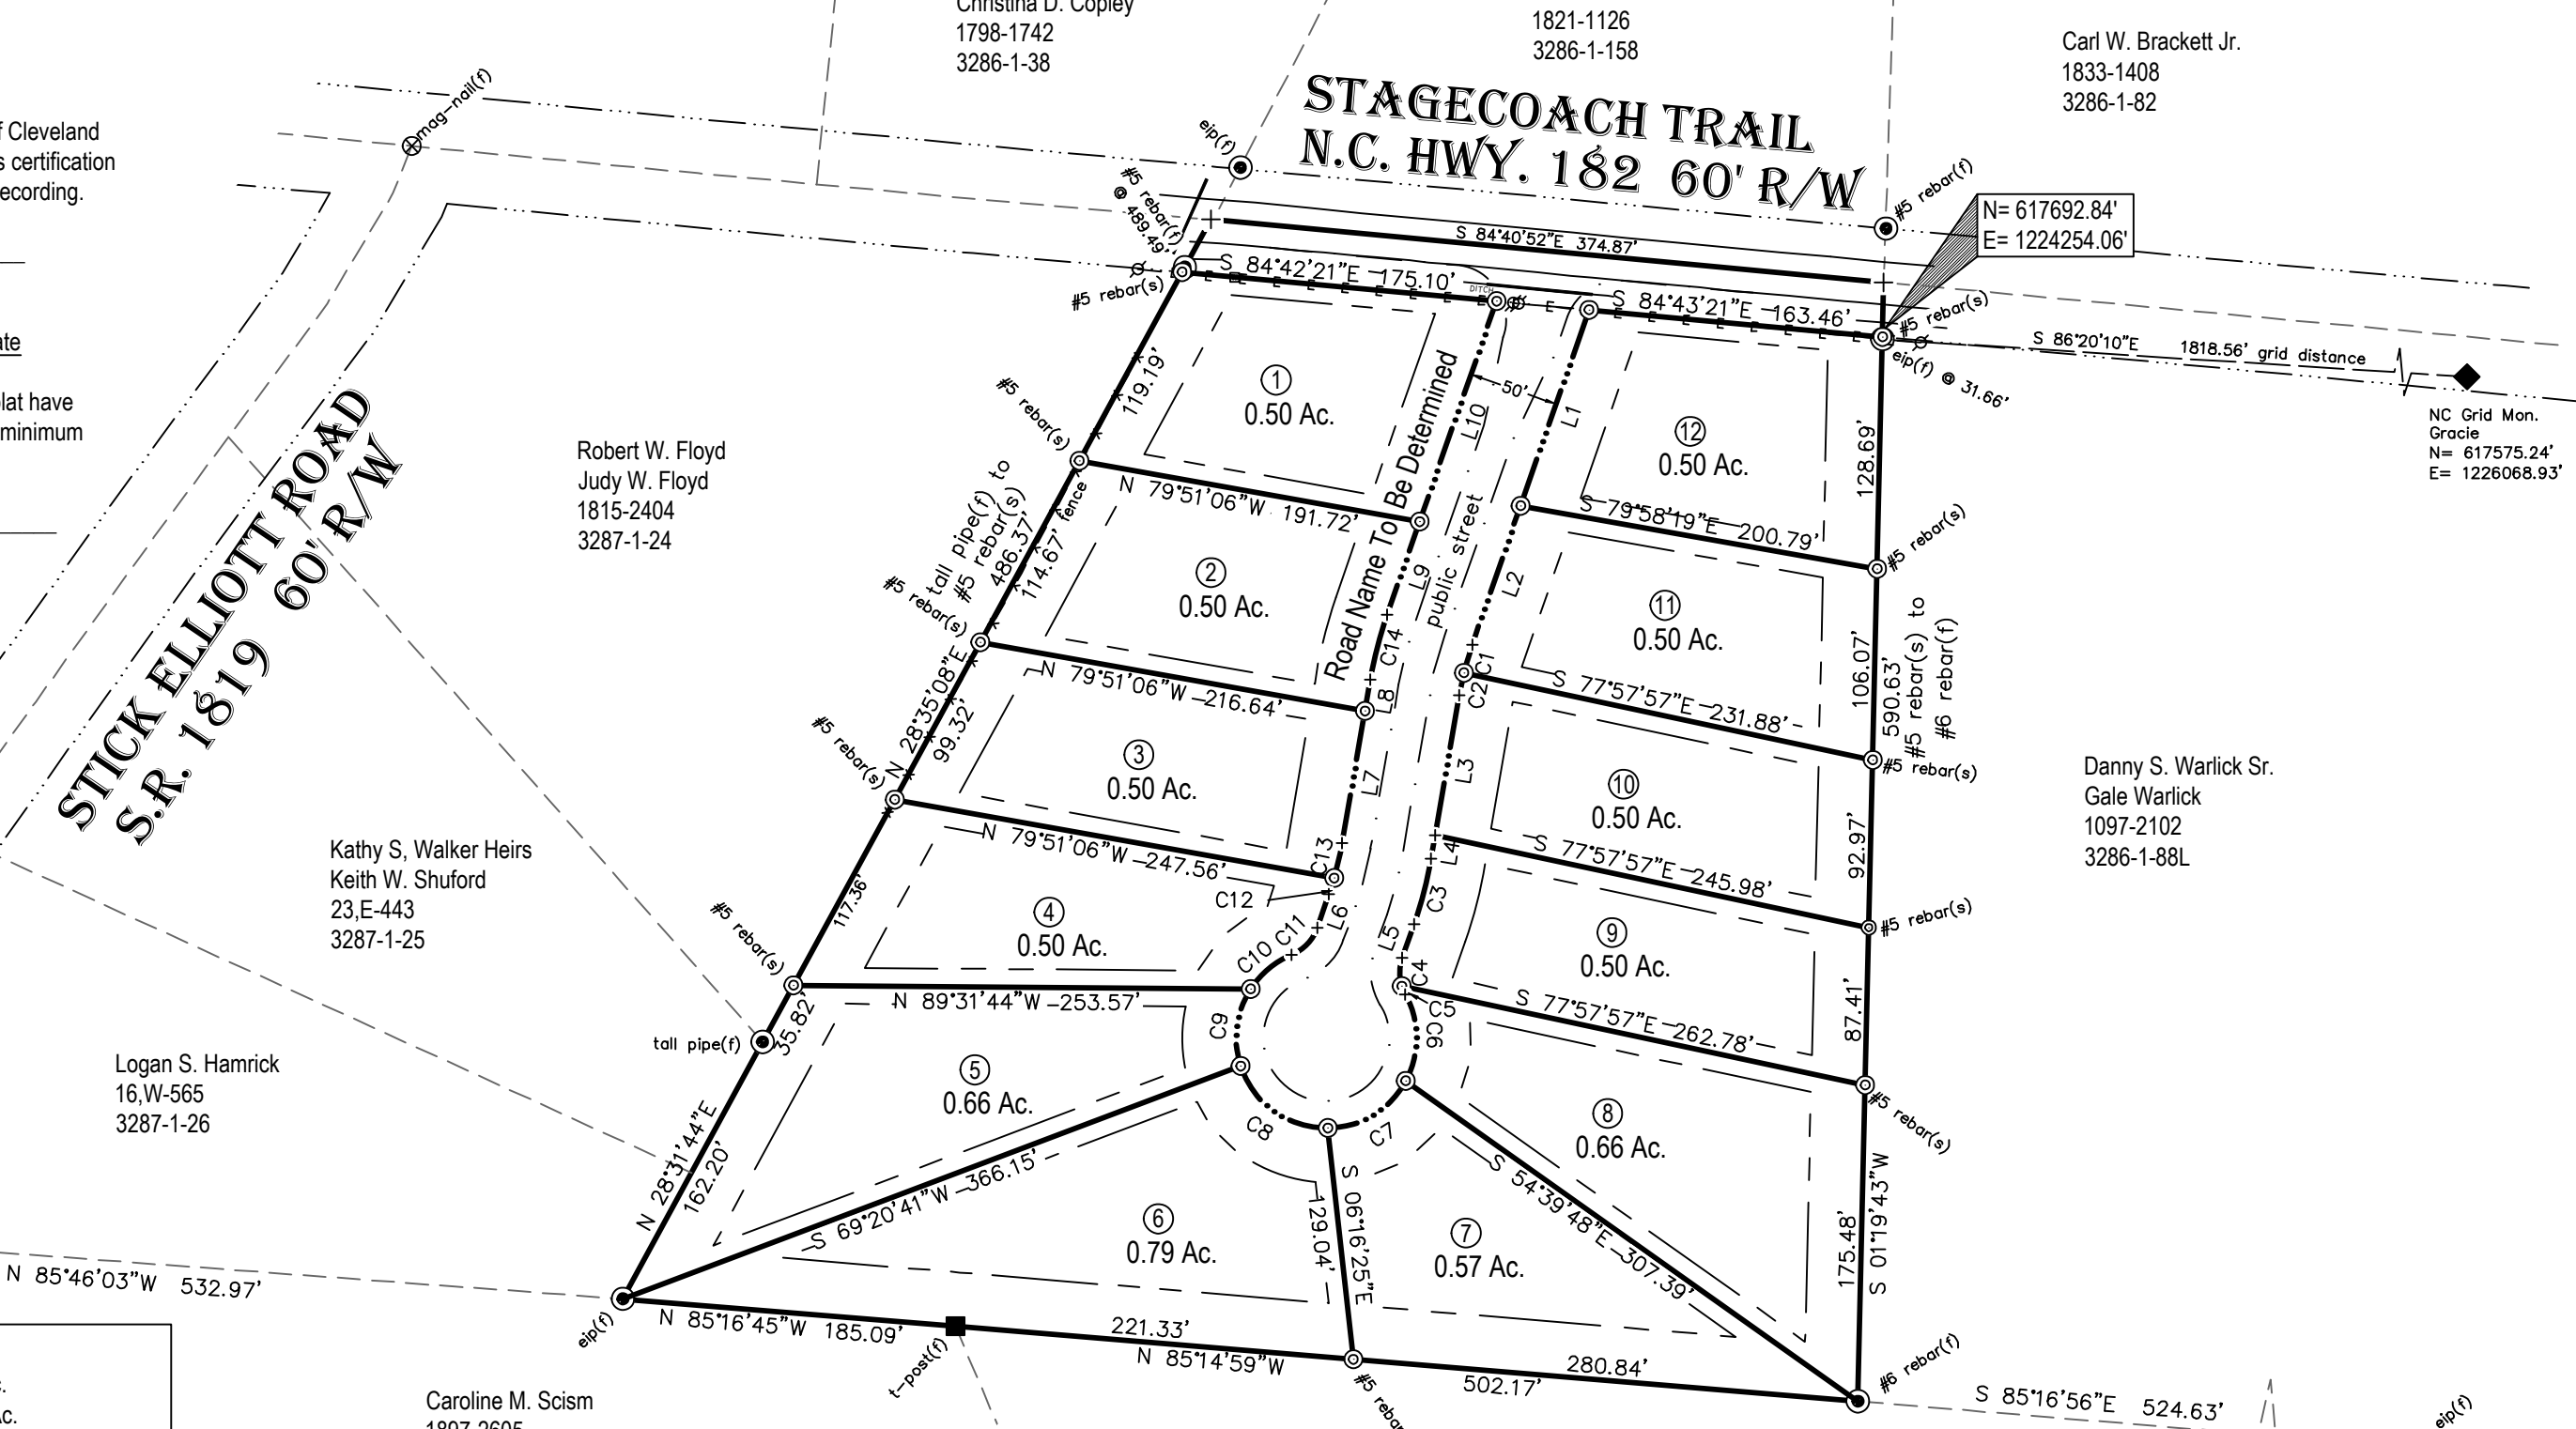 Christina D. Copley
1798-1742
3286-1-38
1821-1126
3286-1-158
Carl W. Brackett Jr.
1833-1408
3286-1-82
f Cleveland
s certification
ecording.
ate
lat have
minimum
mag-nail(f)
eip(f)
STAGECOACH TRAIL
N.C. HWY. 182 60' R/W
#5 rebar(f)
@ 489.49'
#5 rebar(f)
N= 617692.84'
E= 1224254.06'
S 84°40'52"E 374.87'
S 84°42'21"E 175.10'
#5 rebar(s)
DITCH
S 84°43'21"E 163.46'
#5 rebar(s)
eip(f) @ 31.66'
S 86°20'10"E 1818.56' grid distance
NC Grid Mon.
Gracie
N= 617575.24'
E= 1226068.93'
E E E E E E E E
E
E E E E E E E
STICK ELLIOTT ROAD
S.R. 1819 60' R/W
Robert W. Floyd
Judy W. Floyd
1815-2404
3287-1-24
119.19'
#5 rebar(s)
1
0.50 Ac.
Road Name To Be Determined
public street
L10
50'
L1
12
0.50 Ac.
128.69'
N 79°51'06"W 191.72'
S 79°58'19"E 200.79'
#5 rebar(s)
tall pipe(f) to
#5 rebar(s)
486.37'
114.67'
fence
#5 rebar(s)
2
0.50 Ac.
L9
L2
11
0.50 Ac.
106.07'
590.63'
#5 rebar(s) to
#6 rebar(f)
N 79°51'06"W 216.64'
C14
L8
C1
C2
S 77°57'57"E 231.88'
#5 rebar(s)
N 28°35'08"E
99.32'
#5 rebar(s)
3
0.50 Ac.
L7
L3
10
0.50 Ac.
92.97'
Danny S. Warlick Sr.
Gale Warlick
1097-2102
3286-1-88L
N 79°51'06"W 247.56'
C13
C12
L4
S 77°57'57"E 245.98'
#5 rebar(s)
Kathy S, Walker Heirs
Keith W. Shuford
23,E-443
3287-1-25
117.36'
#5 rebar(s)
4
0.50 Ac.
C10
C11
L6
C3
L5
C4
9
0.50 Ac.
87.41'
N 89°31'44"W 253.57'
C5
S 77°57'57"E 262.78'
#5 rebar(s)
tall pipe(f)
35.82'
C9
C6
Logan S. Hamrick
16,W-565
3287-1-26
5
0.66 Ac.
C8
C7
8
0.66 Ac.
N 28°31'44"E
162.20'
S 69°20'41"W 366.15'
S 06°16'25"E
129.04'
S 54°39'48"E 307.39'
175.48'
S 01°19'43"W
6
0.79 Ac.
7
0.57 Ac.
N 85°46'03"W 532.97'
eip(f)
N 85°16'45"W 185.09'
t-post(f)
221.33'
N 85°14'59"W
280.84'
502.17'
#5 rebar
#6 rebar(f)
S 85°16'56"E 524.63'
eip(f)
Caroline M. Scism
1897-2605
c.